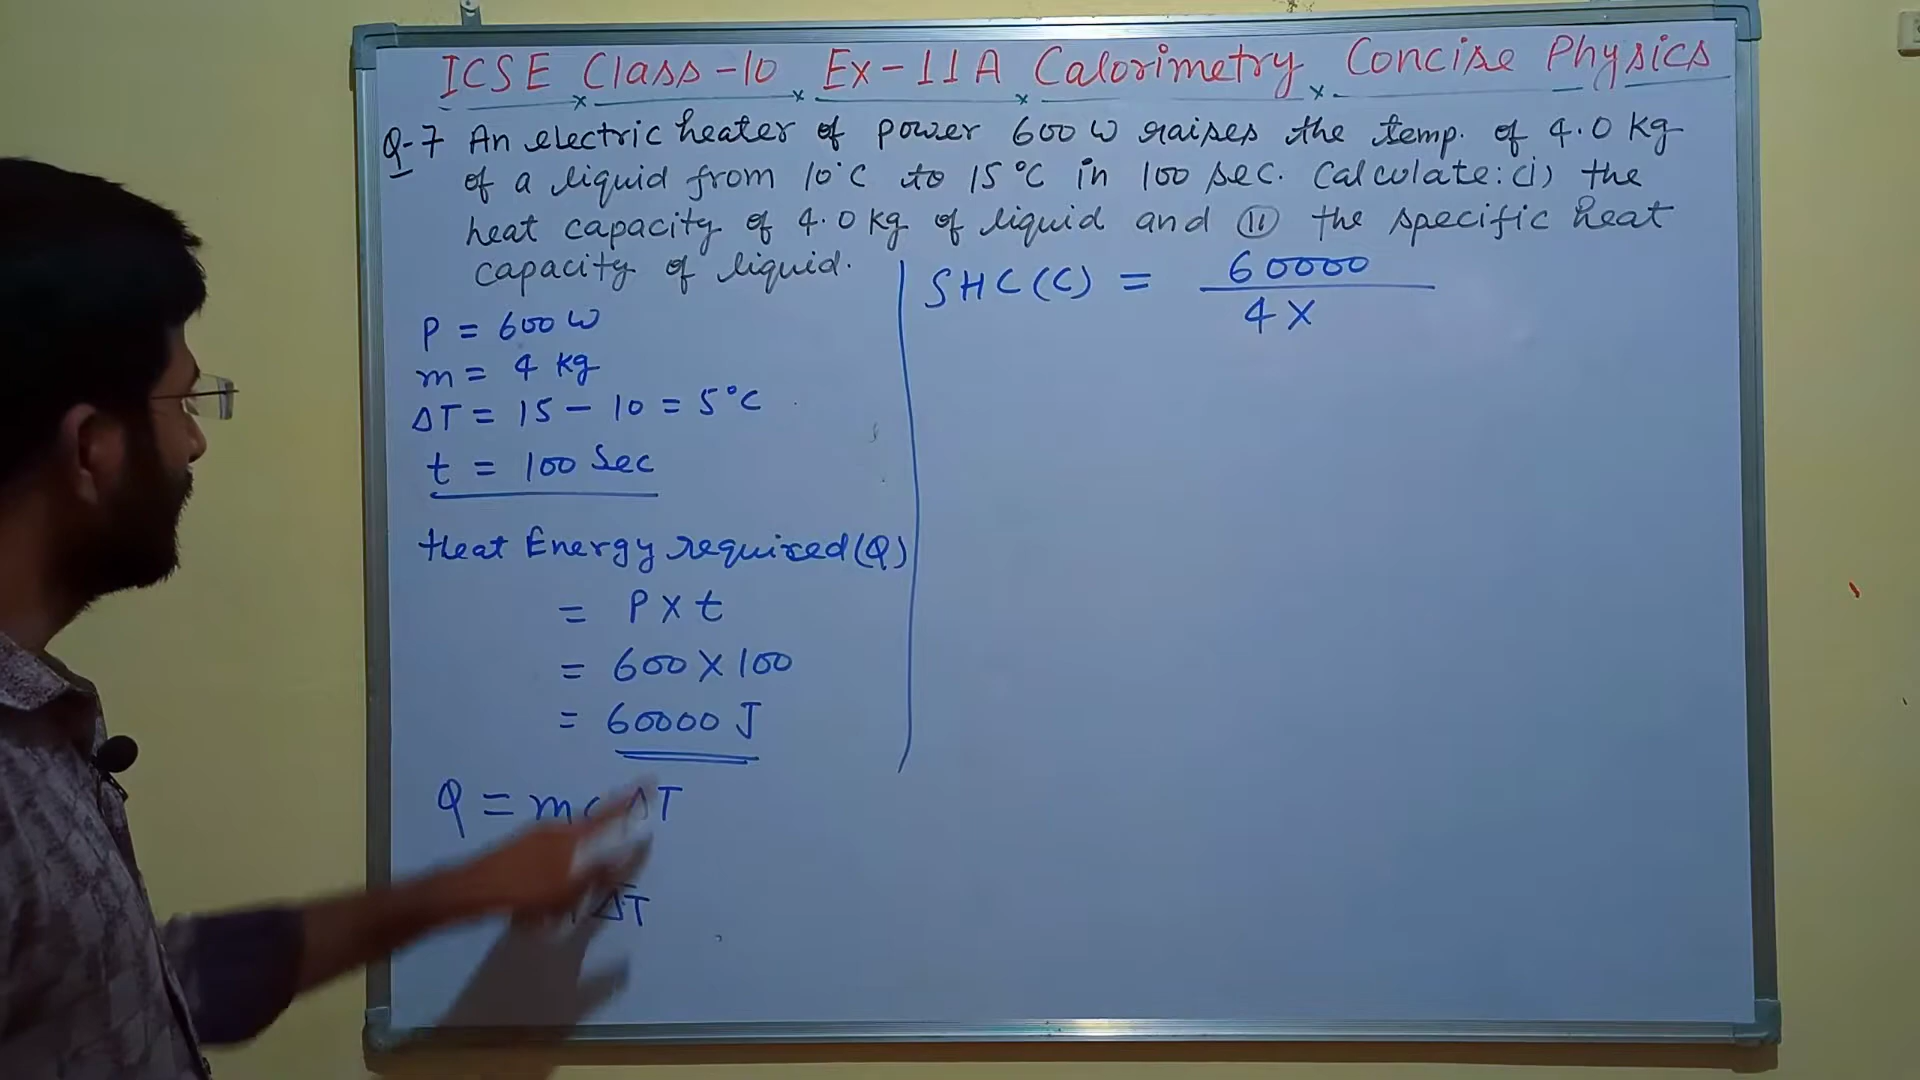 ICSE Class-10 Ex-11A Calorimetry Concise Physics
Q-7 An electric heater of power 600 W raises the temp. of 4.0 kg
of a liquid from 10°C to 15°C in 100 sec. Calculate: (i) the
heat capacity of 4.0 kg of liquid and (ii) the specific heat
capacity of liquid.
P = 600 W
m = 4 kg
ΔT = 15 - 10 = 5°C
t = 100 Sec
Heat Energy required (Q)
= P x t
= 600 x 100
= 60000 J
Q = mcΔT
ΔT
SHC (C) = 60000
4 x